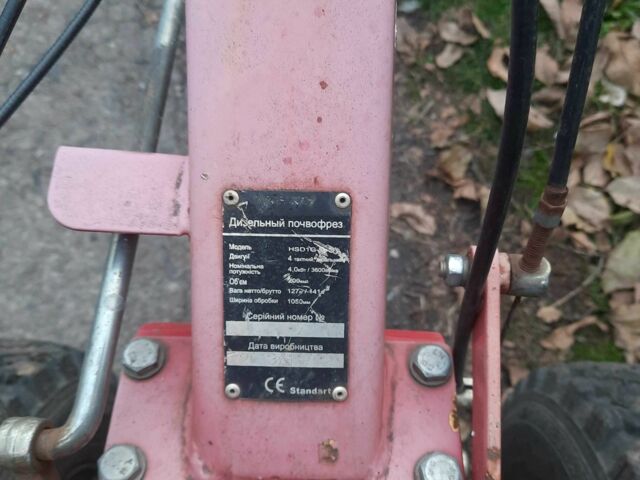 Дизельный почвофрез
Модель HSD1G
Двигун 4 тактний
Номінальна потужність 4,0кВт / 3600
Об'єм
Вага нетто/брутто 127кг/141
Ширина обробки 1050мм
Серійний номер №
Дата виробництва
CE Standart